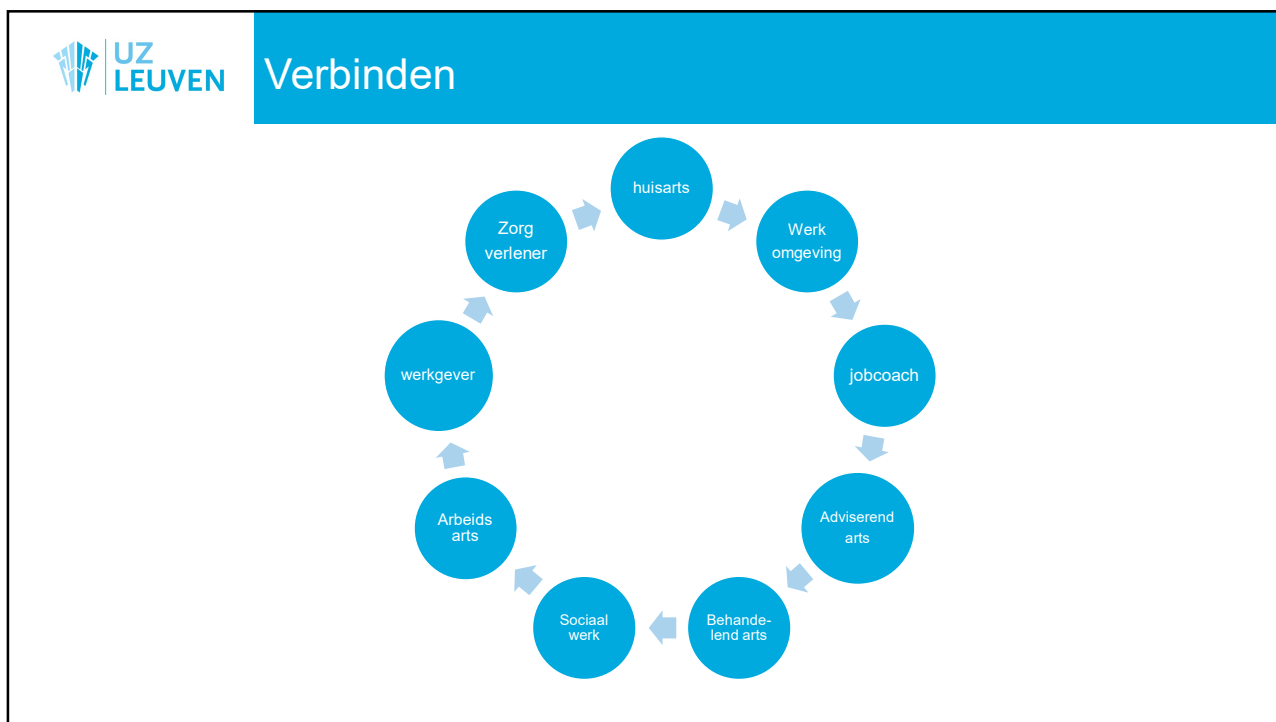 UZ
LEUVEN
Verbinden
huisarts
Werk
omgeving
jobcoach
Adviserend
arts
Behande-
lend arts
Sociaal
werk
Arbeids
arts
werkgever
Zorg
verlener